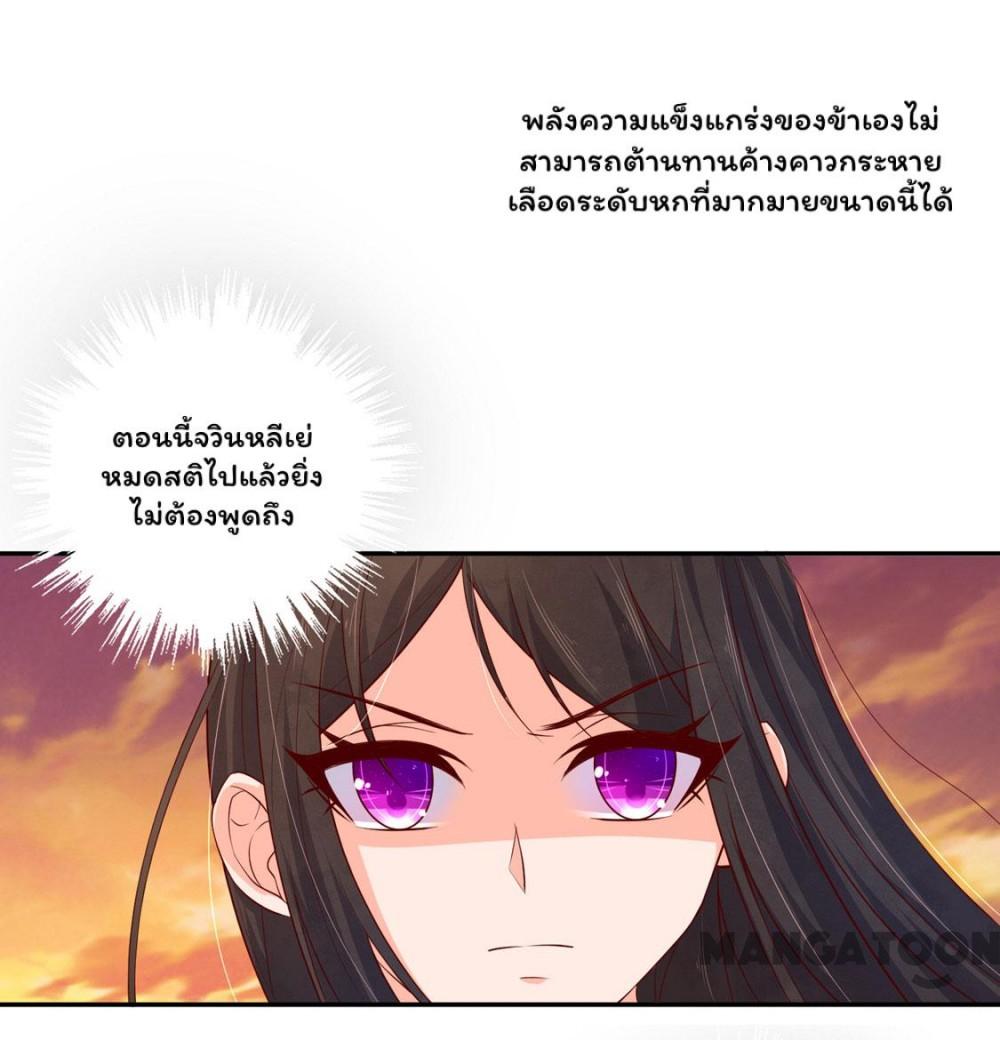 พลังความแข็งแกร่งของข้าเองไม่
สามารถต้านทานค้างคาวกระหาย
เลือดระดับหกที่มากมายขนาดนี้ได้
ตอนนี้จวินหลีเย่
หมดสติไปแล้วยิ่ง
ไม่ต้องพูดถึง
MANGATOON